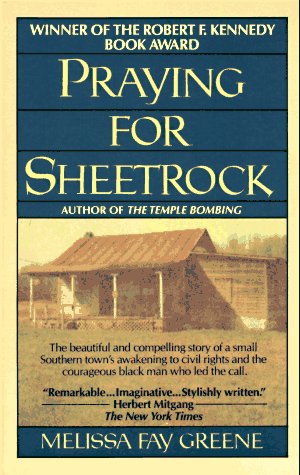 WINNER OF THE ROBERT F. KENNEDY
BOOK AWARD
PRAYING
FOR
SHEETROCK
AUTHOR OF THE TEMPLE BOMBING
The beautiful and compelling story of a small
Southern town's awakening to civil rights and the
courageous black man who led the call.
"Remarkable...Imaginative...Stylishly written."
Herbert Mitgang
The New York Times
MELISSA FAY GREENE